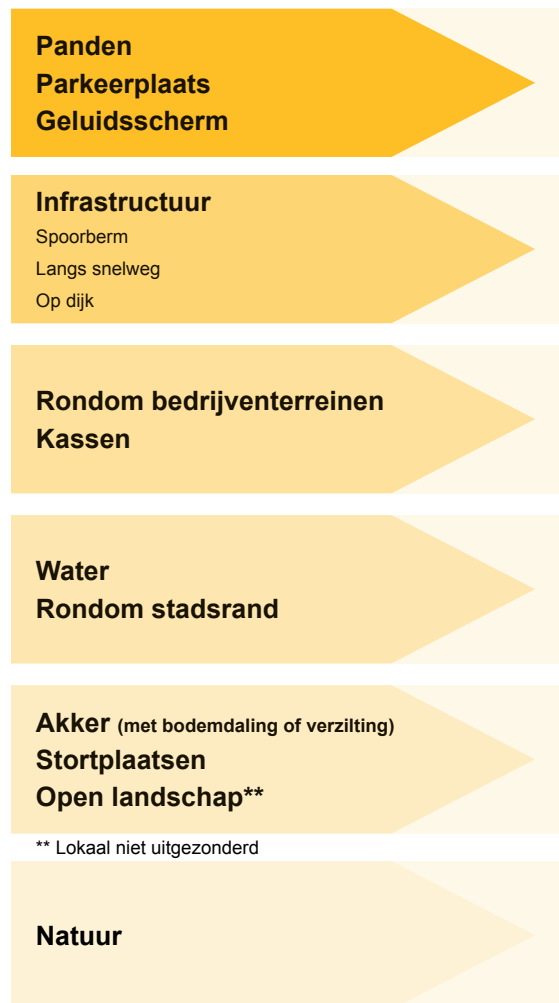 Panden
Parkeerplaats
Geluidsscherm
Infrastructuur
Spoorberm
Langs snelweg
Op dijk
Rondom bedrijventerreinen
Kassen
Water
Rondom stadsrand
Akker (met bodemdaling of verzilting)
Stortplaatsen
Open landschap**
** Lokaal niet uitgezonderd
Natuur